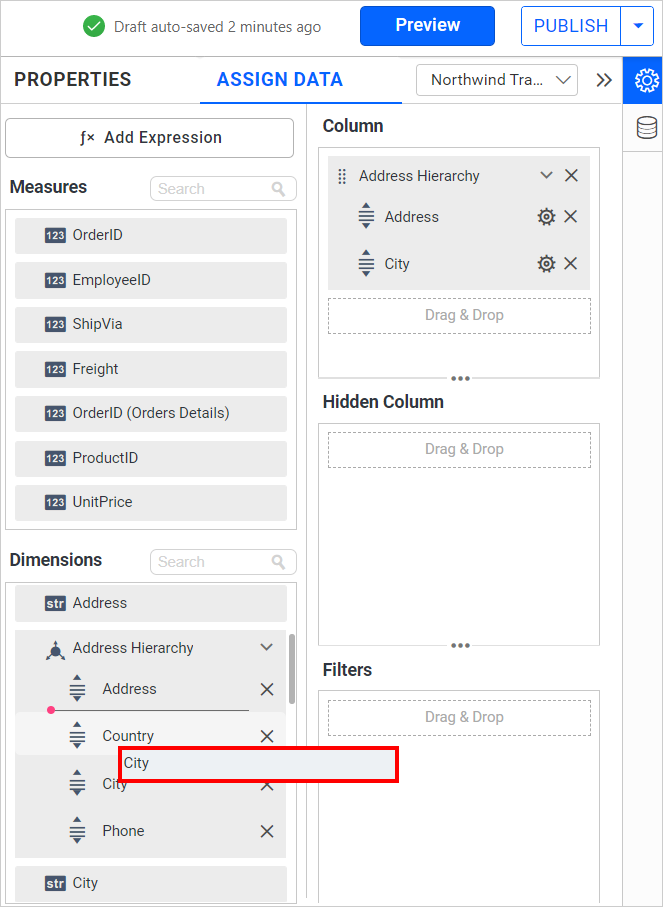 Draft auto-saved 2 minutes ago
Preview
PUBLISH
PROPERTIES
ASSIGN DATA
Northwind Tra...
ƒ× Add Expression
Measures
Search
123 OrderID
123 EmployeeID
123 ShipVia
123 Freight
123 OrderID (Orders Details)
123 ProductID
123 UnitPrice
Dimensions
Search
str Address
Address Hierarchy
Address
Country
City
City
Phone
str City
Column
Address Hierarchy
Address
City
Drag & Drop
Hidden Column
Drag & Drop
Filters
Drag & Drop